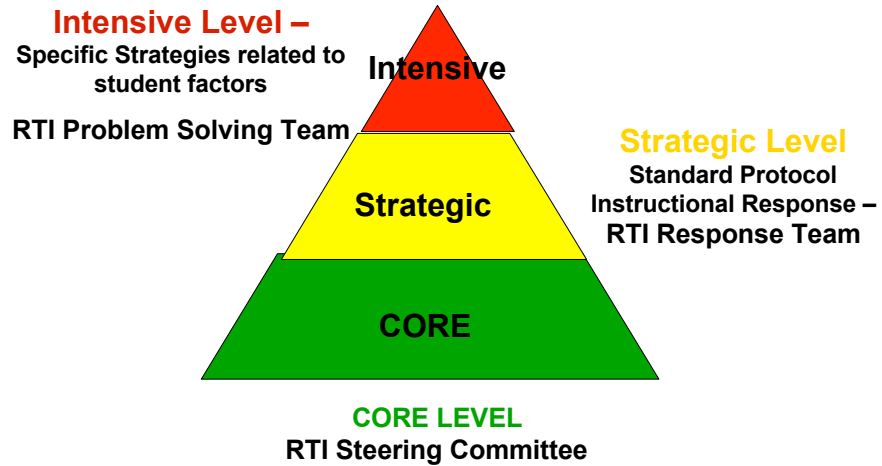 Intensive Level –
Specific Strategies related to
student factors
RTI Problem Solving Team
Intensive
Strategic Level
Standard Protocol
Instructional Response –
RTI Response Team
Strategic
CORE
CORE LEVEL
RTI Steering Committee